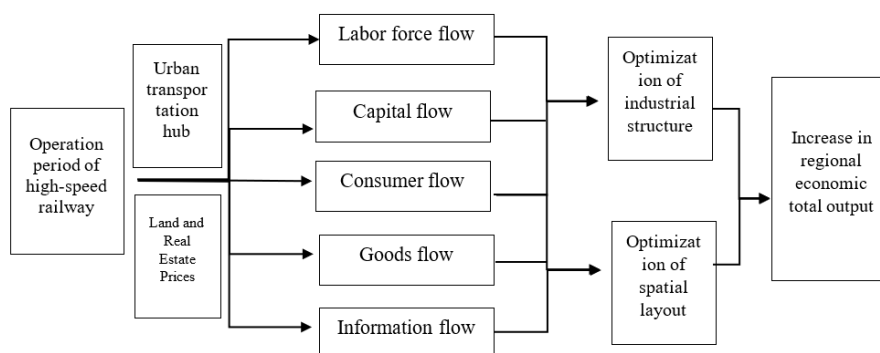 Operation
period of
high-speed
railway
Urban
transpor
tation
hub
Land and
Real
Estate
Prices
Labor force flow
Capital flow
Consumer flow
Goods flow
Information flow
Optimizat
ion of
industrial
structure
Optimizat
ion of
spatial
layout
Increase in
regional
economic
total output